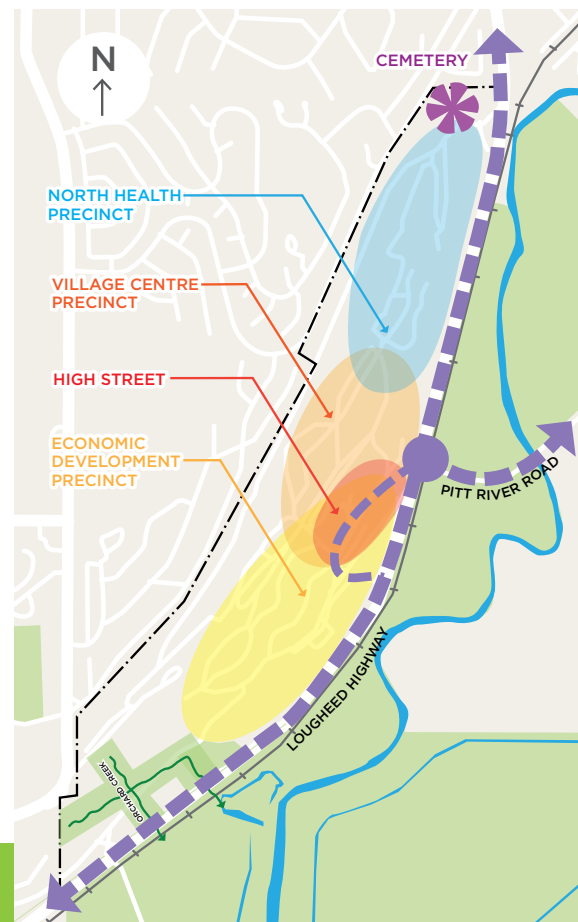 N
CEMETERY
NORTH HEALTH
PRECINCT
VILLAGE CENTRE
PRECINCT
HIGH STREET
ECONOMIC
DEVELOPMENT
PRECINCT
PITT RIVER ROAD
LOUGHEED HIGHWAY
ORCHARD CREEK